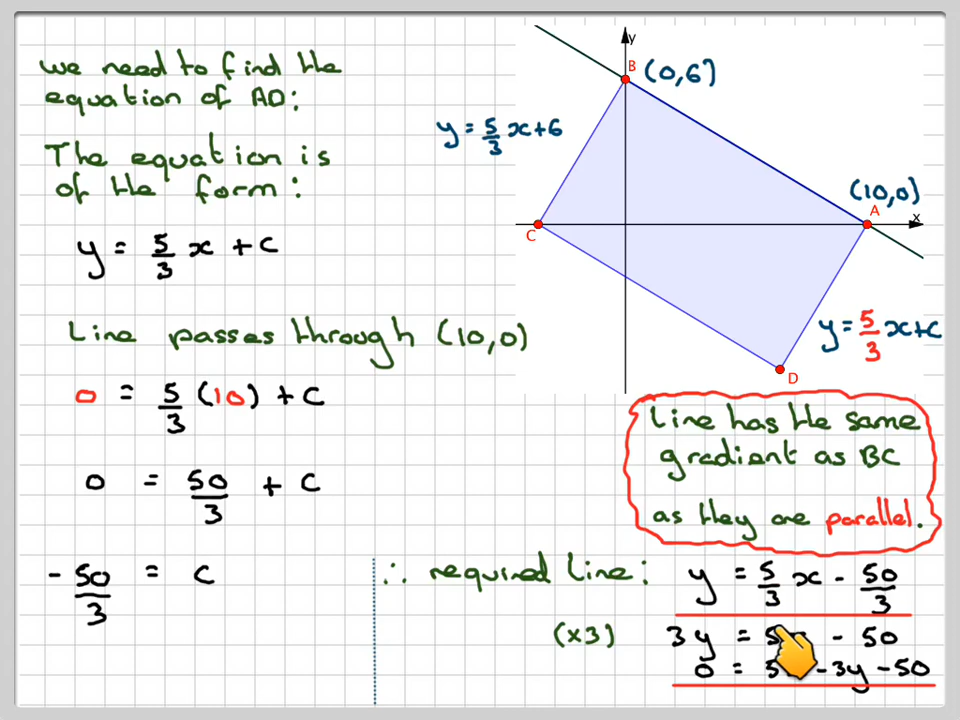 we need to find the
equation of AD:
The equation is
of the form:
y = 5/3 x + c
Line passes through (10,0)
0 = 5/3 (10) + c
0 = 50/3 + c
-50/3 = c
y
B (0,6)
y = 5/3 x + 6
(10,0)
A x
C
y = 5/3 x + c
D
Line has the same
gradient as BC
as they are parallel.
∴ required line: y = 5/3 x - 50/3
(x3) 3y = 5 - 50
0 = 5 - 3y - 50